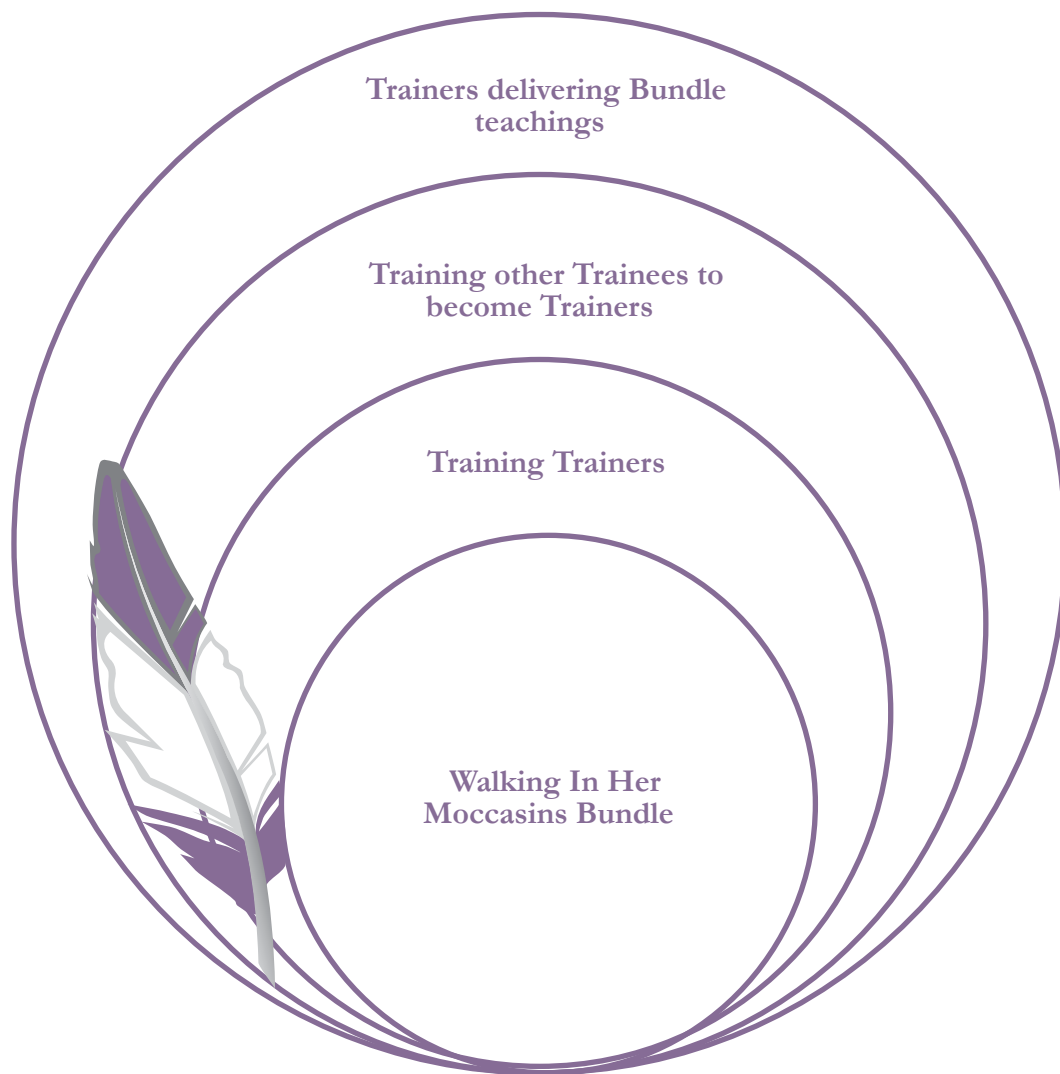 Trainers delivering Bundle
teachings
Training other Trainees to
become Trainers
Training Trainers
Walking In Her
Moccasins Bundle